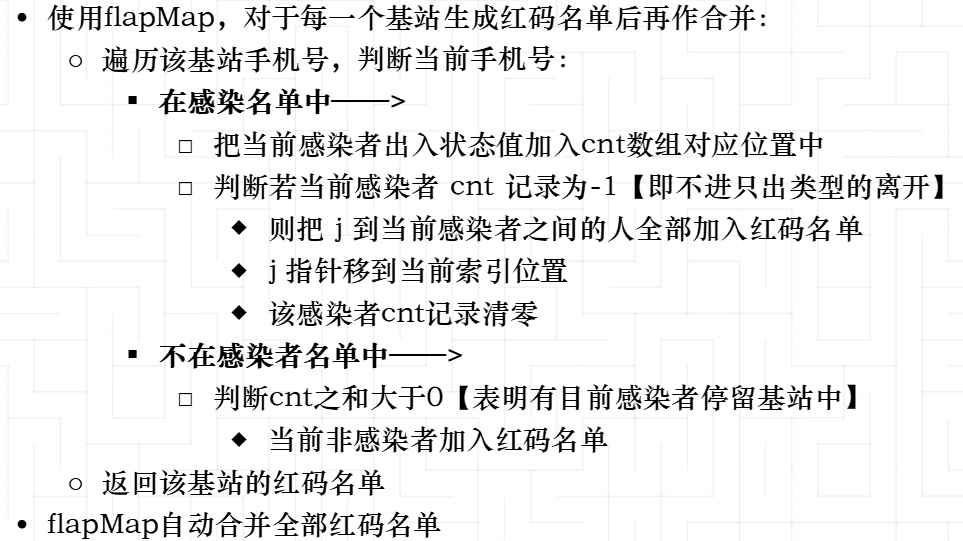 • 使用flapMap，对于每一个基站生成红码名单后再作合并：
○ 遍历该基站手机号，判断当前手机号：
▪ 在感染名单中——>
□ 把当前感染者出入状态值加入cnt数组对应位置中
□ 判断若当前感染者 cnt 记录为-1【即不进只出类型的离开】
◆ 则把 j 到当前感染者之间的人全部加入红码名单
◆ j 指针移到当前索引位置
◆ 该感染者cnt记录清零
▪ 不在感染者名单中——>
□ 判断cnt之和大于0【表明有目前感染者停留基站中】
◆ 当前非感染者加入红码名单
○ 返回该基站的红码名单
• flapMap自动合并全部红码名单